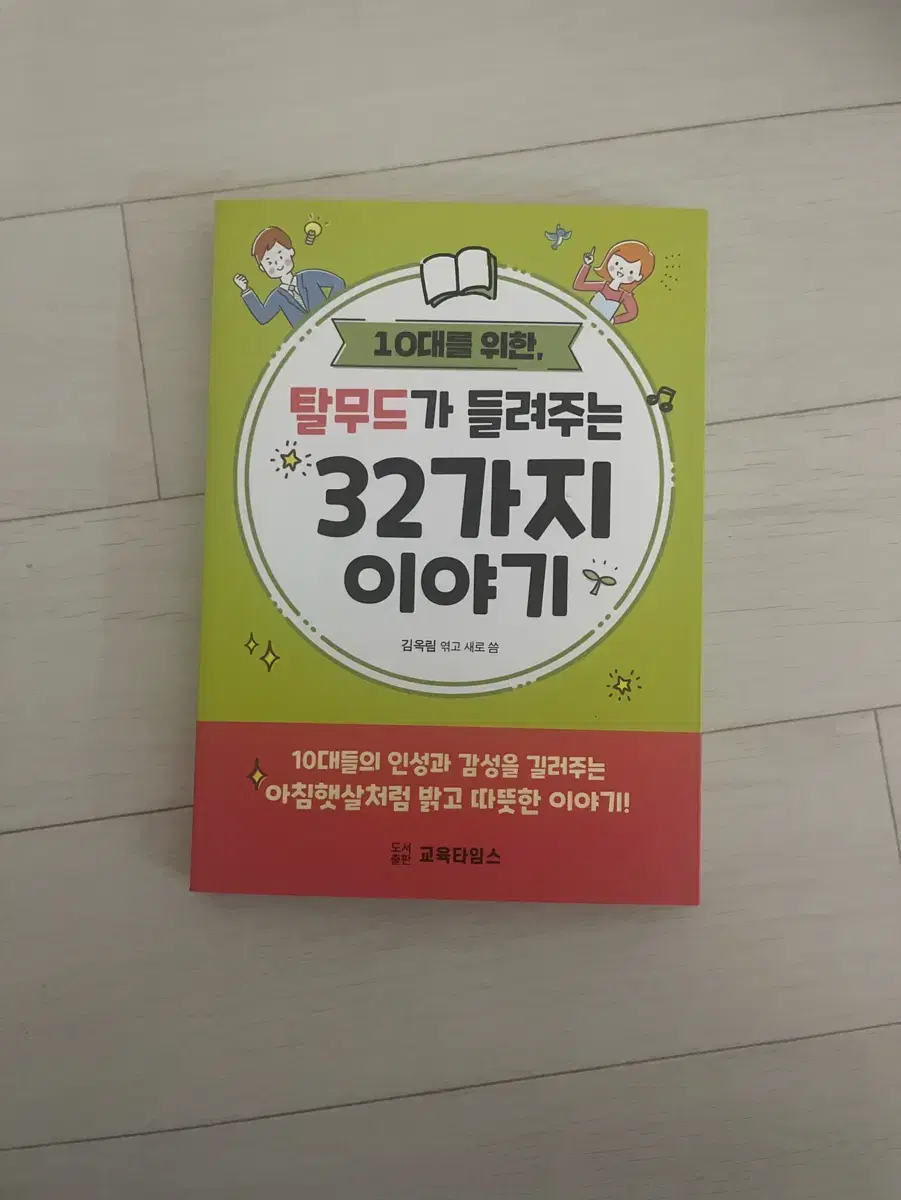 10대를 위한,
탈무드가 들려주는
32가지
이야기
김옥림 엮고 새로 씀
10대들의 인성과 감성을 길러주는
아침햇살처럼 밝고 따뜻한 이야기!
도서
출판 교육타임스